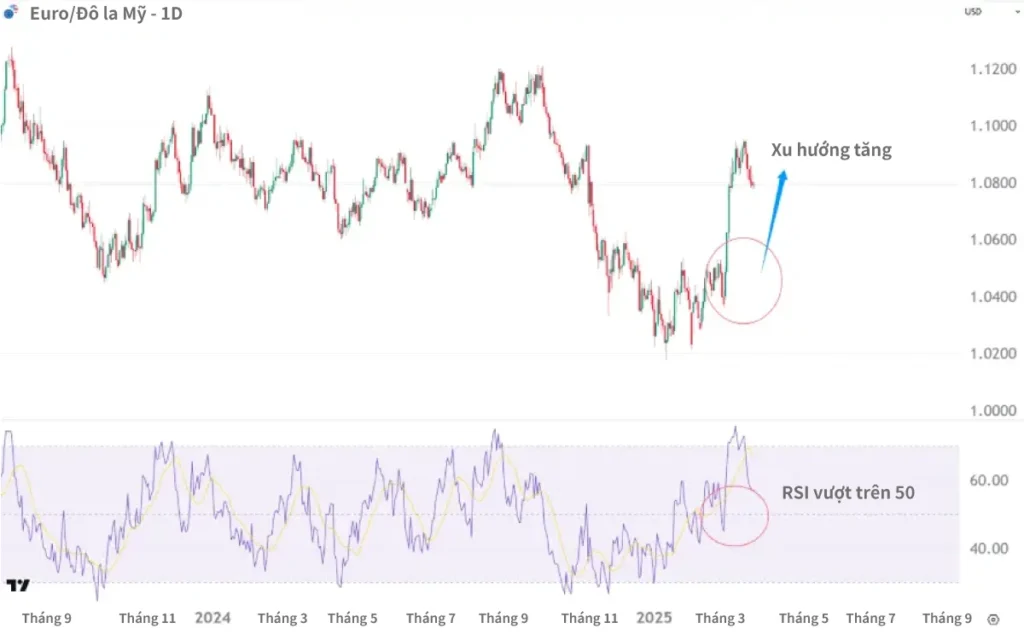 Euro/Đô la Mỹ - 1D
USD
1.1200
1.1000
Xu hướng tăng
1.0800
1.0600
1.0400
1.0200
1.0000
60.00
RSI vượt trên 50
40.00
Tháng 9 Tháng 11 2024 Tháng 3 Tháng 5 Tháng 7 Tháng 9 Tháng 11 2025 Tháng 3 Tháng 5 Tháng 7 Tháng 9